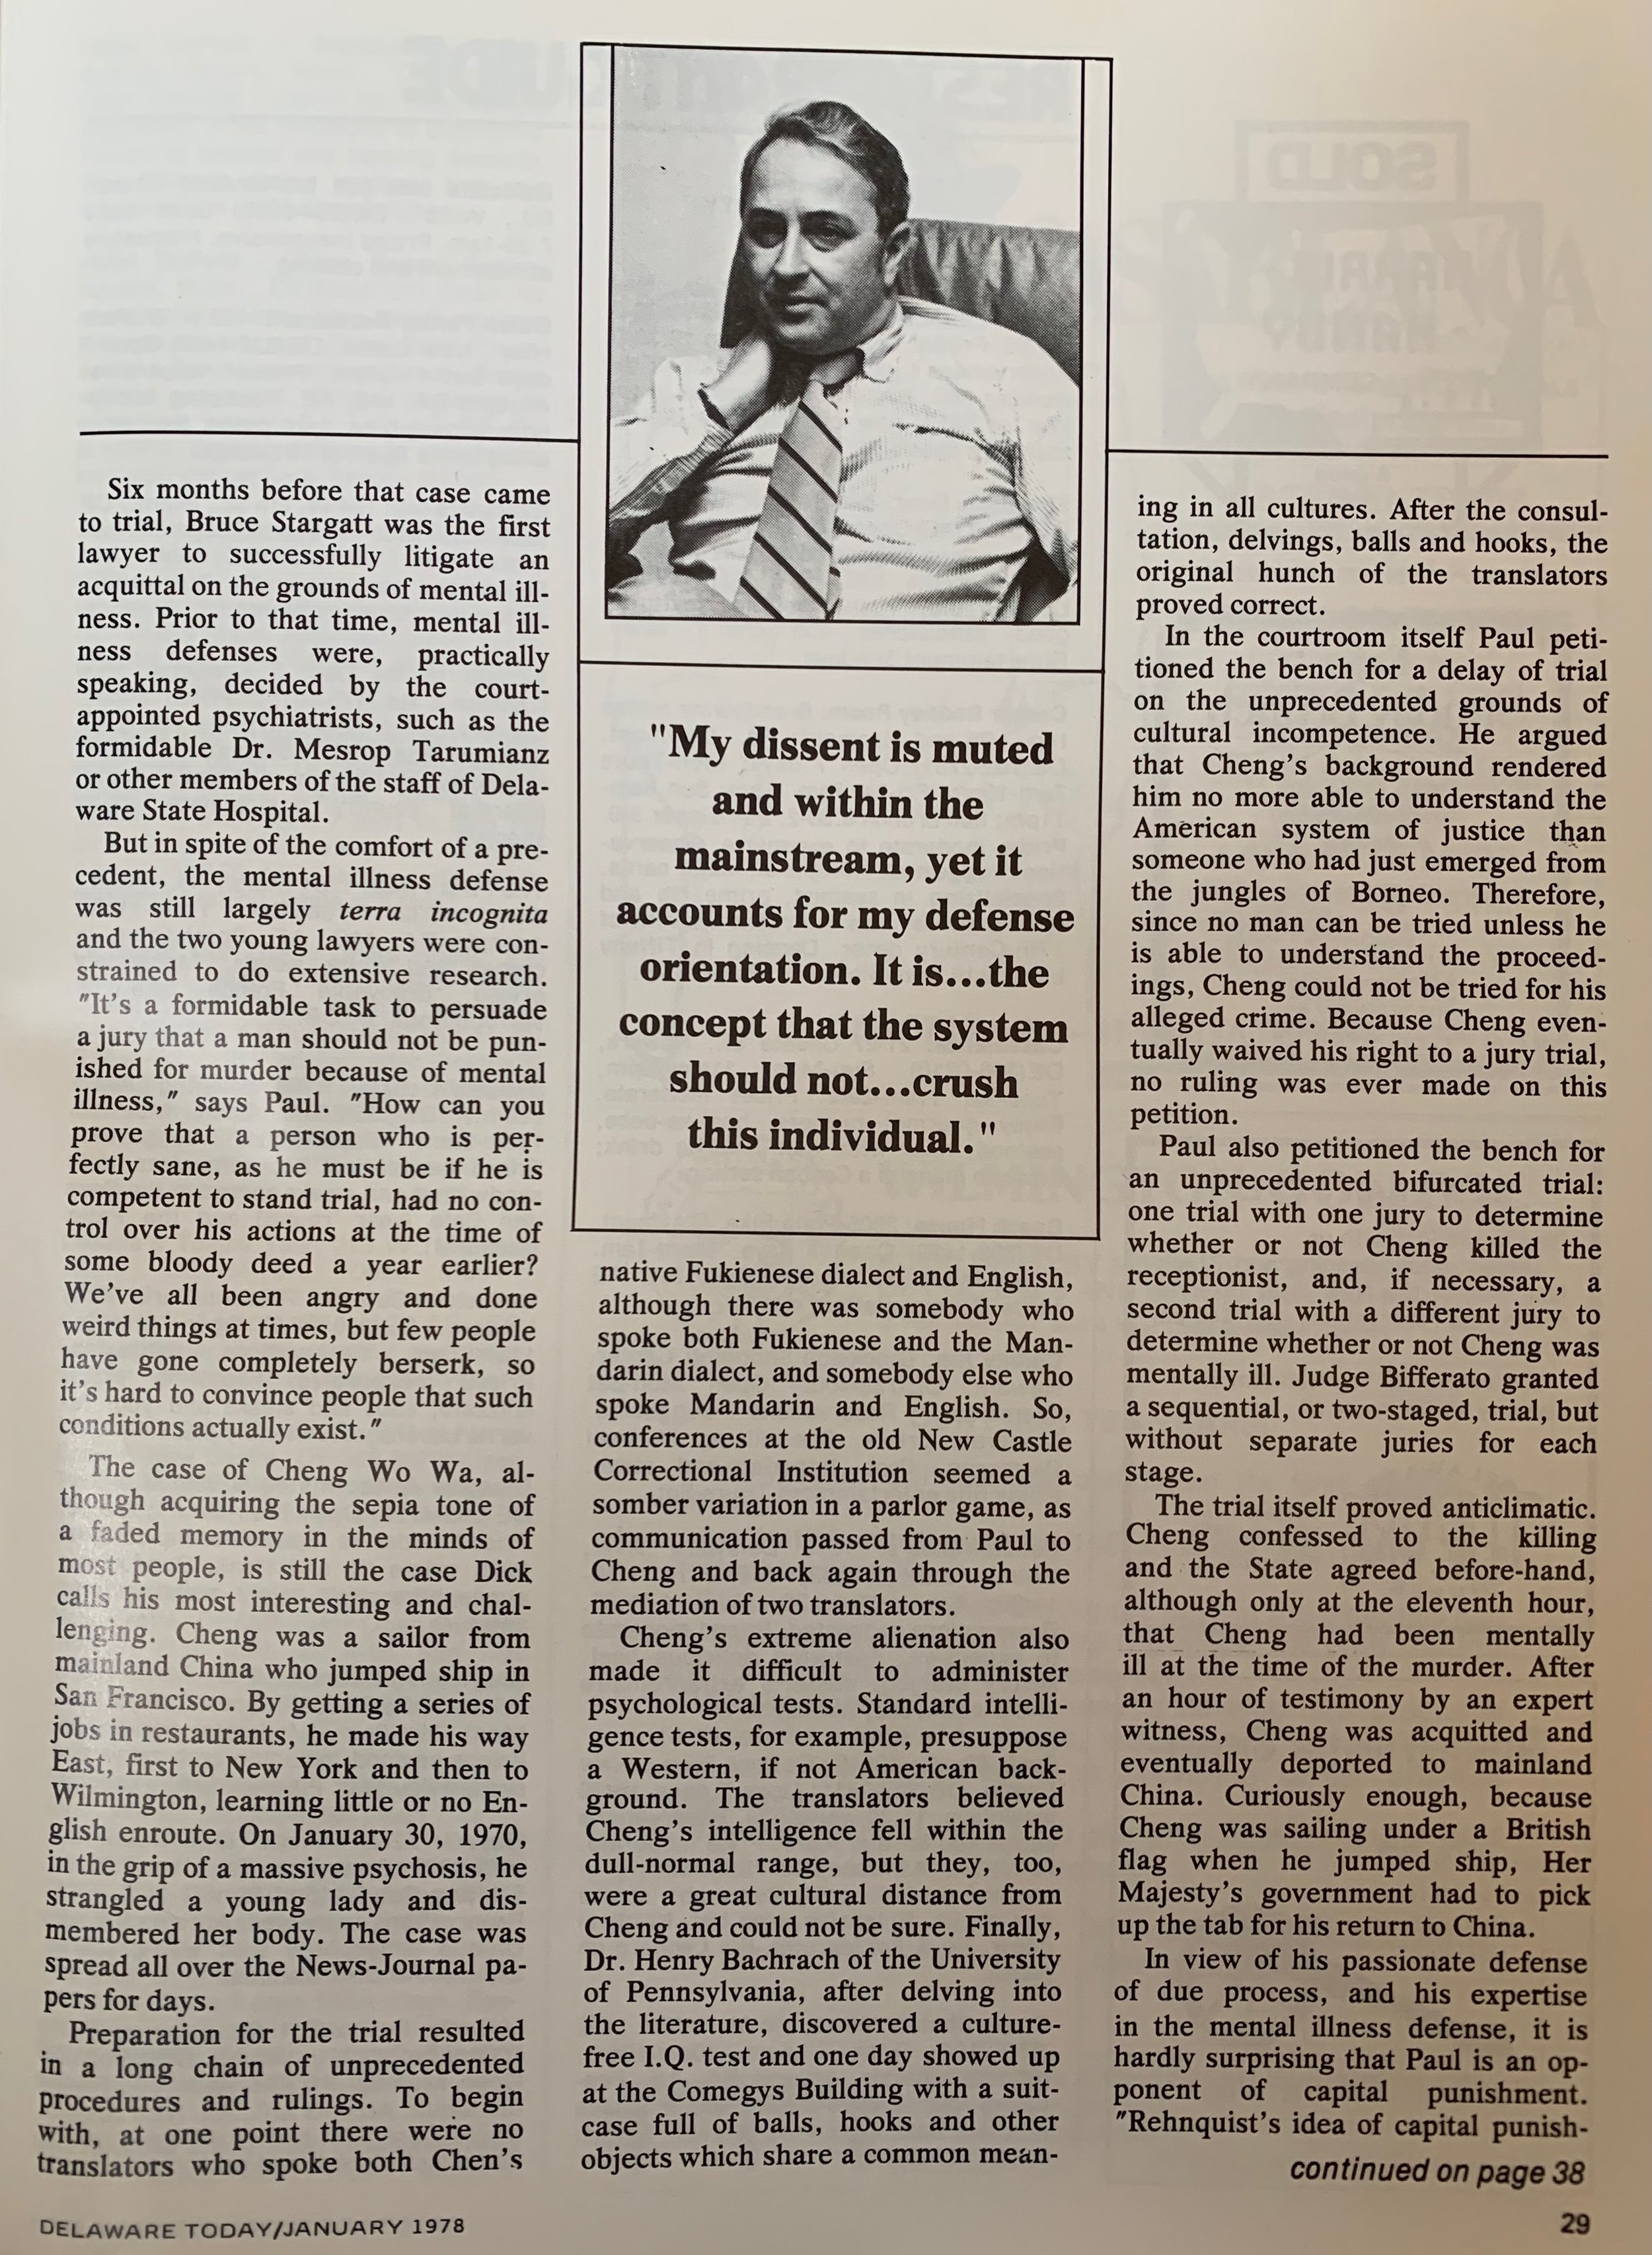 Six months before that case came
to trial, Bruce Stargatt was the first
lawyer to successfully litigate an
acquittal on the grounds of mental ill-
ness. Prior to that time, mental ill-
ness defenses were, practically
speaking, decided by the court-
appointed psychiatrists, such as the
formidable Dr. Mesrop Tarumianz
or other members of the staff of Dela-
ware State Hospital.
But in spite of the comfort of a pre-
cedent, the mental illness defense
was still largely terra incognita
and the two young lawyers were con-
strained to do extensive research.
"It's a formidable task to persuade
a jury that a man should not be pun-
ished for murder because of mental
illness," says Paul. "How can you
prove that a person who is per-
fectly sane, as he must be if he is
competent to stand trial, had no con-
trol over his actions at the time of
some bloody deed a year earlier?
We've all been angry and done
weird things at times, but few people
have gone completely berserk, so
it's hard to convince people that such
conditions actually exist."
The case of Cheng Wo Wa, al-
though acquiring the sepia tone of
a faded memory in the minds of
most people, is still the case Dick
calls his most interesting and chal-
lenging. Cheng was a sailor from
mainland China who jumped ship in
San Francisco. By getting a series of
jobs in restaurants, he made his way
East, first to New York and then to
Wilmington, learning little or no En-
glish enroute. On January 30, 1970,
in the grip of a massive psychosis, he
strangled a young lady and dis-
membered her body. The case was
spread all over the News-Journal pa-
pers for days.
Preparation for the trial resulted
in a long chain of unprecedented
procedures and rulings. To begin
with, at one point there were no
translators who spoke both Chen's
"My dissent is muted
and within the
mainstream, yet it
accounts for my defense
orientation. It is...the
concept that the system
should not...crush
this individual."
native Fukienese dialect and English,
although there was somebody who
spoke both Fukienese and the Man-
darin dialect, and somebody else who
spoke Mandarin and English. So,
conferences at the old New Castle
Correctional Institution seemed a
somber variation in a parlor game, as
communication passed from Paul to
Cheng and back again through the
mediation of two translators.
Cheng's extreme alienation also
made it difficult to administer
psychological tests. Standard intelli-
gence tests, for example, presuppose
a Western, if not American back-
ground. The translators believed
Cheng's intelligence fell within the
dull-normal range, but they, too,
were a great cultural distance from
Cheng and could not be sure. Finally,
Dr. Henry Bachrach of the University
of Pennsylvania, after delving into
the literature, discovered a culture-
free I.Q. test and one day showed up
at the Comegys Building with a suit-
case full of balls, hooks and other
objects which share a common mean-
ing in all cultures. After the consul-
tation, delvings, balls and hooks, the
original hunch of the translators
proved correct.
In the courtroom itself Paul peti-
tioned the bench for a delay of trial
on the unprecedented grounds of
cultural incompetence. He argued
that Cheng's background rendered
him no more able to understand the
American system of justice than
someone who had just emerged from
the jungles of Borneo. Therefore,
since no man can be tried unless he
is able to understand the proceed-
ings, Cheng could not be tried for his
alleged crime. Because Cheng even-
tually waived his right to a jury trial,
no ruling was ever made on this
petition.
Paul also petitioned the bench for
an unprecedented bifurcated trial:
one trial with one jury to determine
whether or not Cheng killed the
receptionist, and, if necessary, a
second trial with a different jury to
determine whether or not Cheng was
mentally ill. Judge Bifferato granted
a sequential, or two-staged, trial, but
without separate juries for each
stage.
The trial itself proved anticlimatic.
Cheng confessed to the killing
and the State agreed before-hand,
although only at the eleventh hour,
that Cheng had been mentally
ill at the time of the murder. After
an hour of testimony by an expert
witness, Cheng was acquitted and
eventually deported to mainland
China. Curiously enough, because
Cheng was sailing under a British
flag when he jumped ship, Her
Majesty's government had to pick
up the tab for his return to China.
In view of his passionate defense
of due process, and his expertise
in the mental illness defense, it is
hardly surprising that Paul is an op-
ponent of capital punishment.
"Rehnquist's idea of capital punish-
continued on page 38
DELAWARE TODAY/JANUARY 1978
29